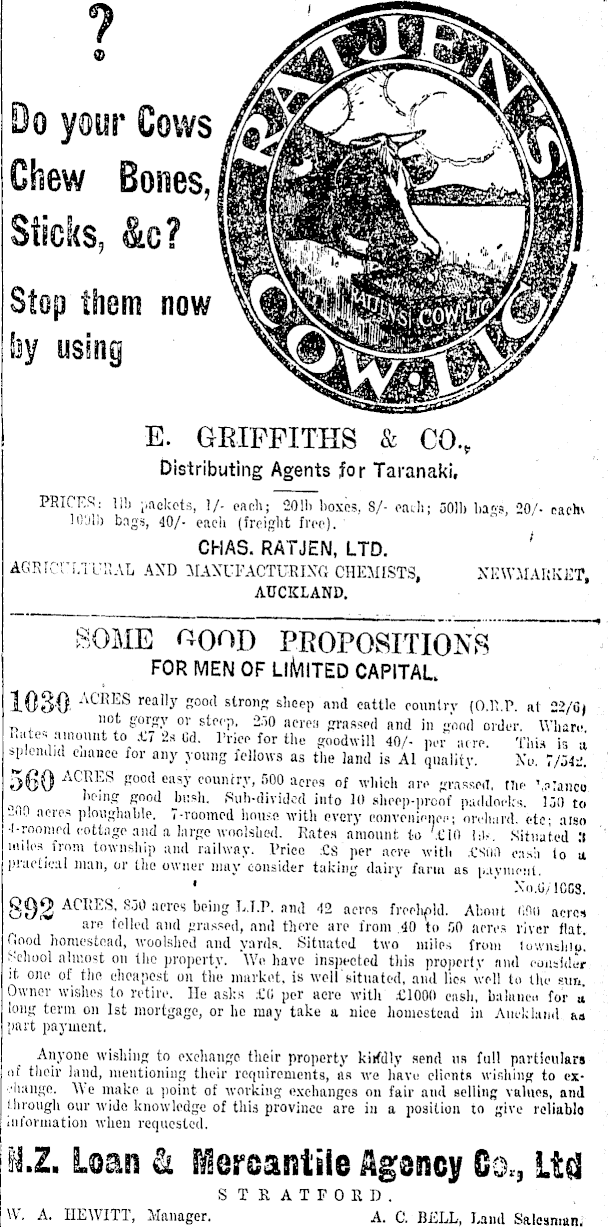 ?
Do your Cows
Chew Bones,
Sticks, &c?
Stop them now
by using
RATJEN'S
COW-LIC
RATJENS COW-LIC
E. GRIFFITHS & CO.,
Distributing Agents for Taranaki,
PRICES: 1lb packets, 1/- each; 20lb boxes, 8/- each; 50lb bags, 20/- each
100lb bags, 40/- each (freight free).
CHAS. RATJEN, LTD.
AGRICULTURAL AND MANUFACTURING CHEMISTS, NEWMARKET,
AUCKLAND.
SOME GOOD PROPOSITIONS
FOR MEN OF LIMITED CAPITAL.
1030 ACRES really good strong sheep and cattle country (O.R.P. at 22/6)
not gorgy or steep, 250 acres grassed and in good order. Whare.
Rates amount to £7 2s 6d. Price for the goodwill 40/- per acre. This is a
splendid chance for any young fellows as the land is A1 quality. No. 7/542.
560 ACRES good easy country, 500 acres of which are grassed, the balance
being good bush. Sub-divided into 10 sheep-proof paddocks. 150 to
200 acres ploughable. 7-roomed house with every convenience; orchard, etc; also
4-roomed cottage and a large woolshed. Rates amount to £10 Situated 3
miles from township and railway. Price £8 per acre with £800 cash to a
practical man, or the owner may consider taking dairy farm as payment.
No.6/1668.
892 ACRES, 850 acres being L.I.P. and 42 acres freehold. About 600 acres
are felled and grassed, and there are from 40 to 50 acres river flat.
Good homestead, woolshed and yards. Situated two miles from township.
School almost on the property. We have inspected this property and consider
it one of the cheapest on the market, is well situated, and lies well to the sun.
Owner wishes to retire. He asks £6 per acre with £1000 cash, balance for a
long term on 1st mortgage, or he may take a nice homestead in Auckland as
part payment.
Anyone wishing to exchange their property kindly send us full particulars
of their land, mentioning their requirements, as we have clients wishing to ex-
change. We make a point of working exchanges on fair and selling values, and
through our wide knowledge of this province are in a position to give reliable
information when requested.
N.Z. Loan & Mercantile Agency Co., Ltd
STRATFORD.
W. A. HEWITT, Manager. A. C. BELL, Land Salesman.